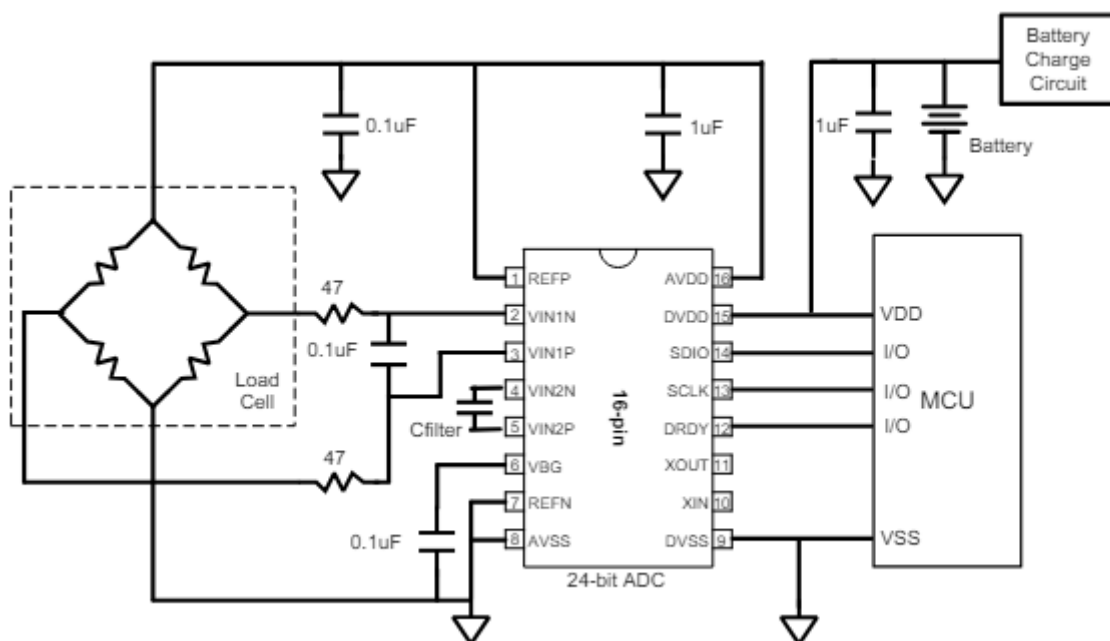 Battery
Charge
Circuit
0.1uF
1uF
1uF
Battery
47
0.1uF
Load
Cell
47
0.1uF
Cfilter
1 REFP
2 VIN1N
3 VIN1P
4 VIN2N
5 VIN2P
6 VBG
7 REFN
8 AVSS
16-pin
AVDD 16
DVDD 15
SDIO 14
SCLK 13
DRDY 12
XOUT 11
XIN 10
DVSS 9
24-bit ADC
VDD
I/O
I/O
I/O
MCU
VSS